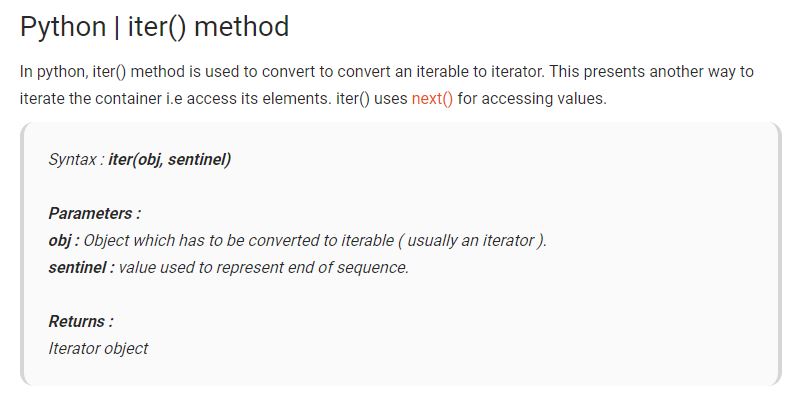 Python | iter() method
In python, iter() method is used to convert to convert an iterable to iterator. This presents another way to
iterate the container i.e access its elements. iter() uses next() for accessing values.
Syntax : iter(obj, sentinel)
Parameters :
obj : Object which has to be converted to iterable ( usually an iterator ).
sentinel : value used to represent end of sequence.
Returns :
Iterator object